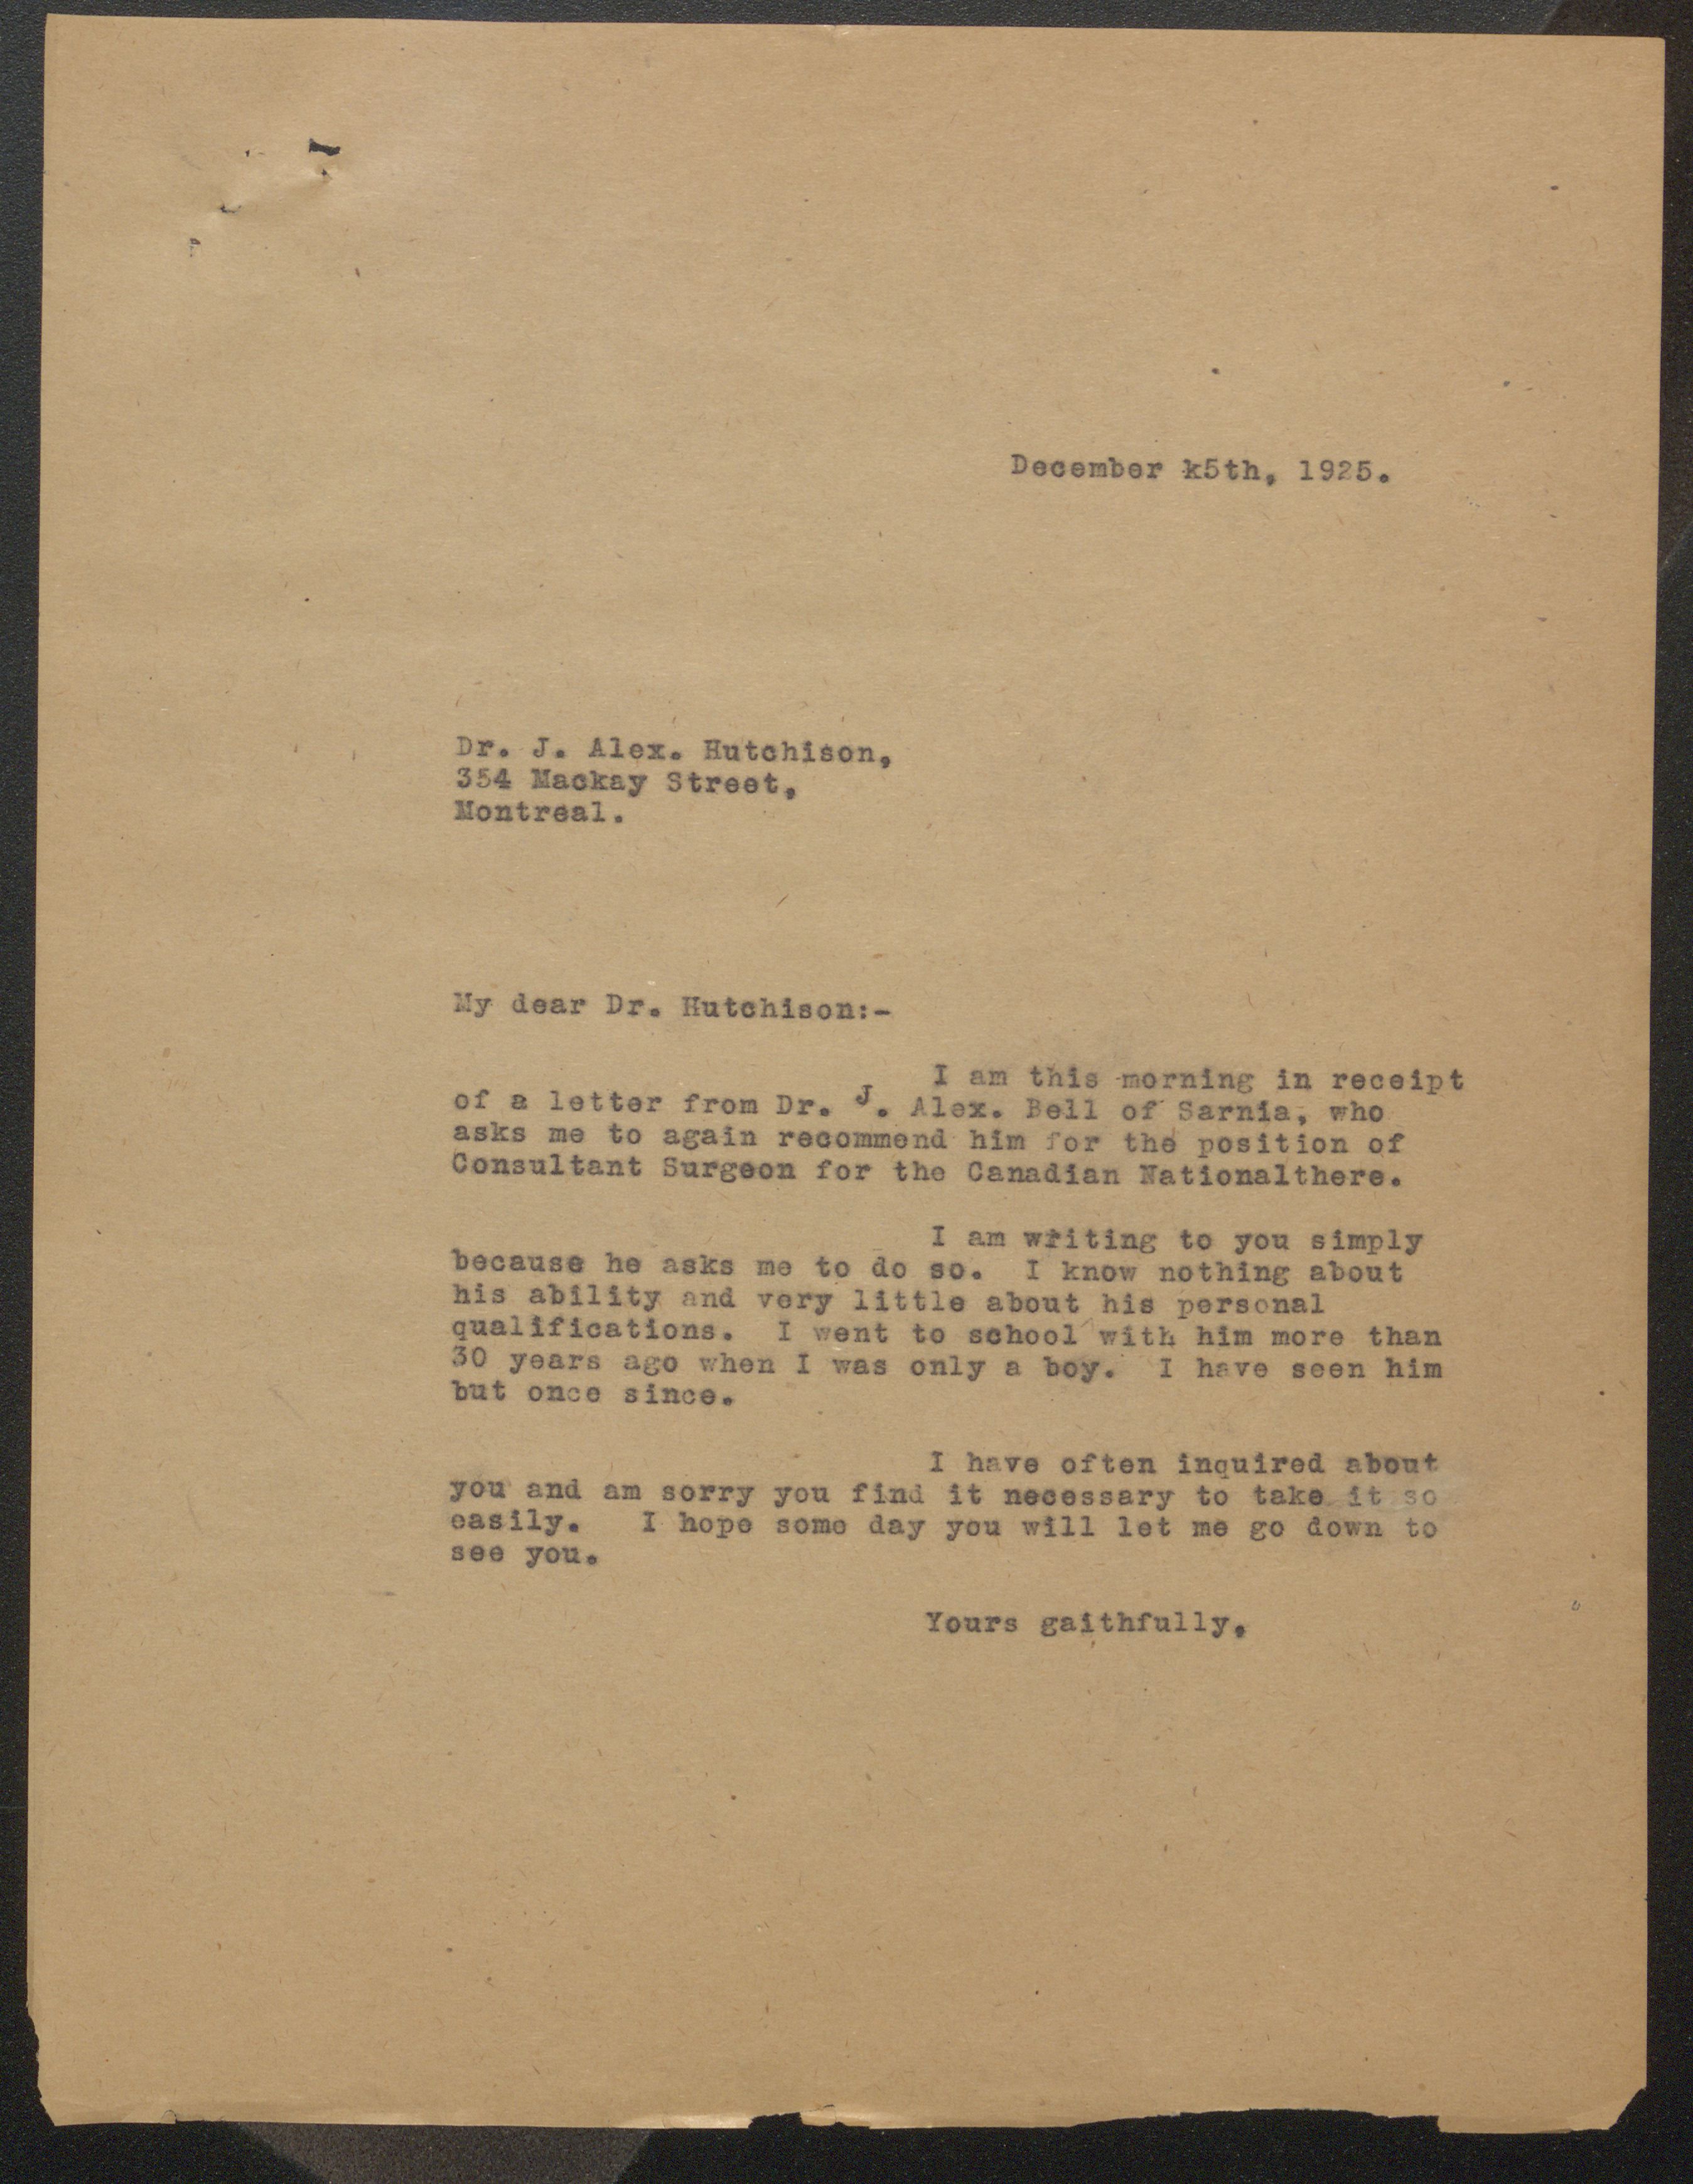 December k5th, 1925.
Dr. J. Alex. Hutchison,
354 Mackay Street,
Montreal.
My dear Dr. Hutchison:-
I am this morning in receipt
of a letter from Dr. J. Alex. Bell of Sarnia, who
asks me to again recommend him for the position of
Consultant Surgeon for the Canadian Nationalthere.
I am writing to you simply
because he asks me to do so. I know nothing about
his ability and very little about his personal
qualifications. I went to school with him more than
30 years ago when I was only a boy. I have seen him
but once since.
I have often inquired about
you and am sorry you find it necessary to take it so
easily. I hope some day you will let me go down to
see you.
Yours gaithfully,